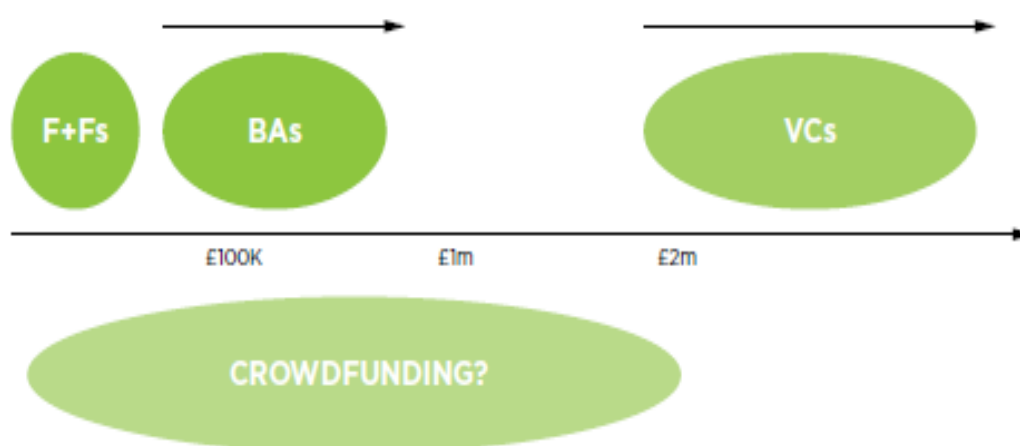 F+Fs
BAs
VCs
£100K
£1m
£2m
CROWDFUNDING?